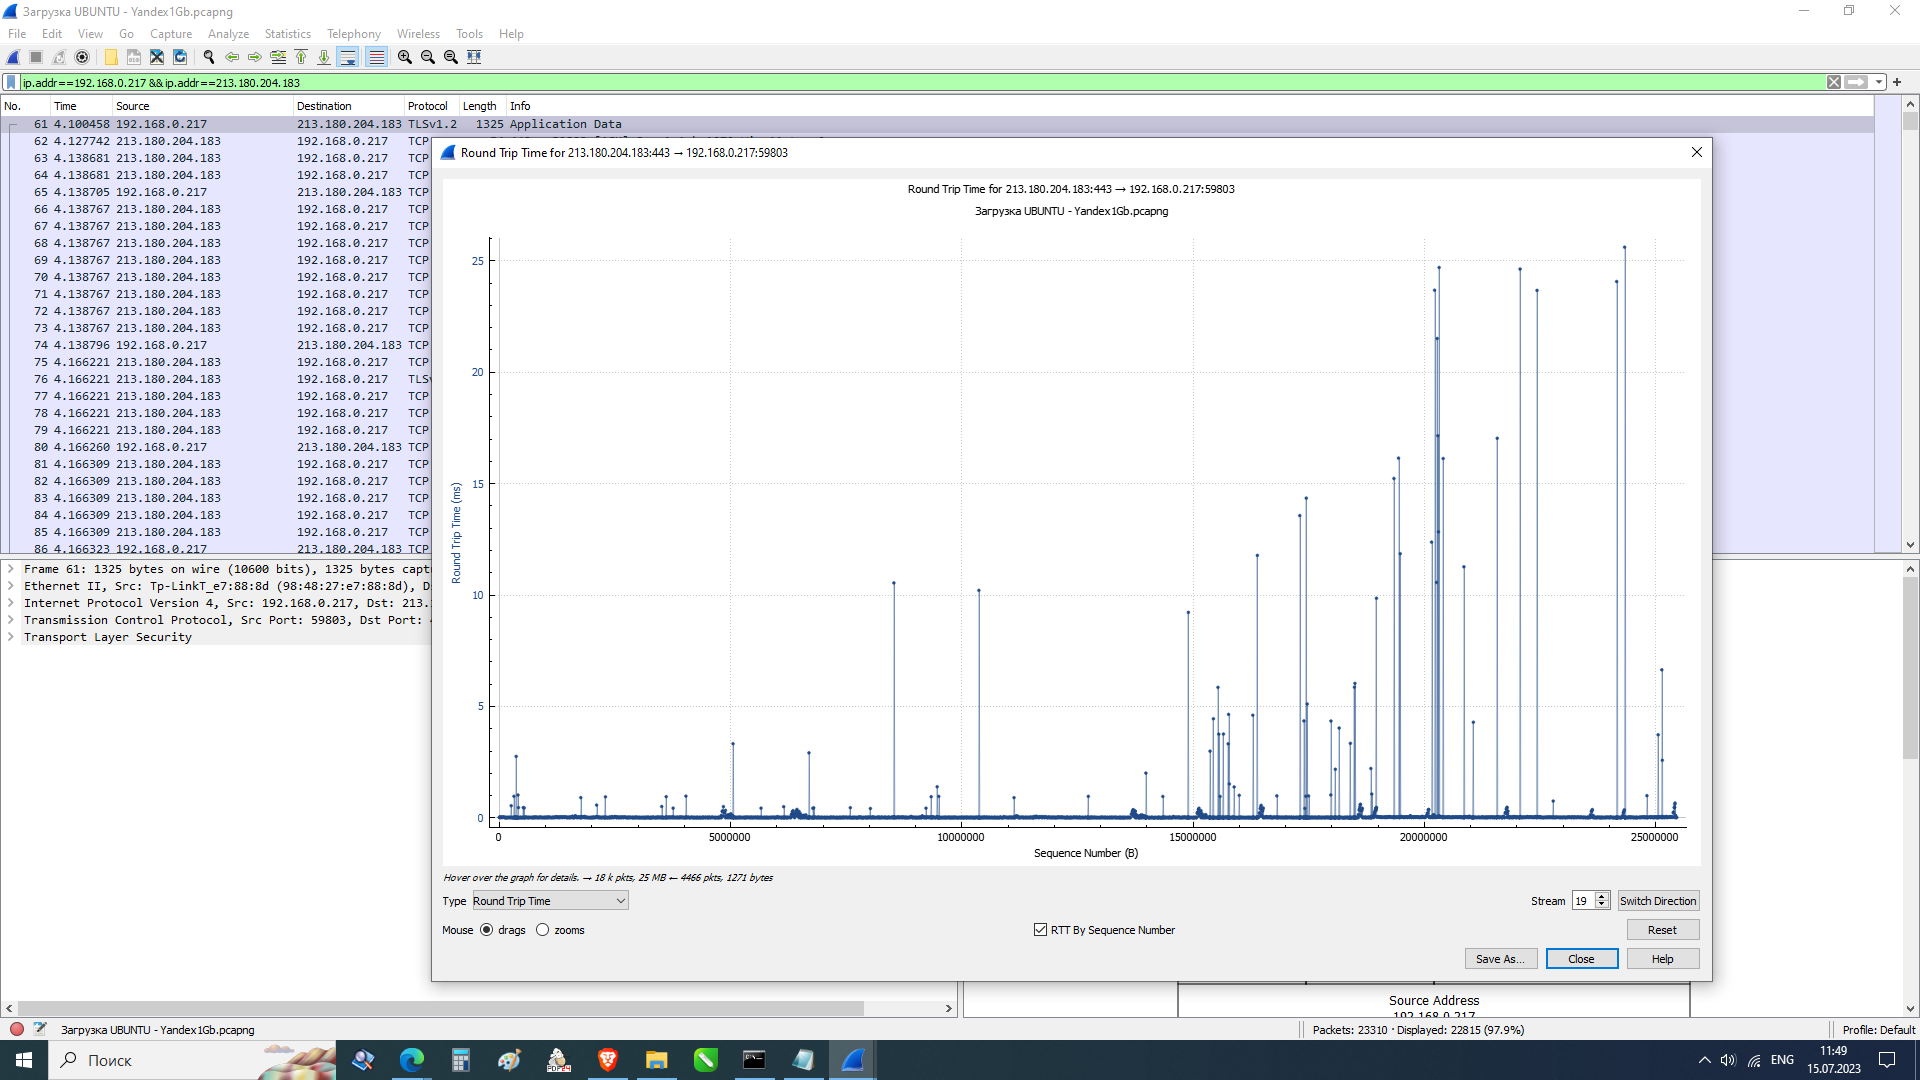 Загрузка UBUNTU - Yandex1Gb.pcapng
File Edit View Go Capture Analyze Statistics Telephony Wireless Tools Help
ip.addr==192.168.0.217 && ip.addr==213.180.204.183
No. Time Source Destination Protocol Length Info
61 4.100458 192.168.0.217 213.180.204.183 TLSv1.2 1325 Application Data
62 4.127742 213.180.204.183 192.168.0.217 TCP
63 4.138681 213.180.204.183 192.168.0.217 TCP
64 4.138681 213.180.204.183 192.168.0.217 TCP
65 4.138705 192.168.0.217 213.180.204.183 TCP
66 4.138767 213.180.204.183 192.168.0.217 TCP
67 4.138767 213.180.204.183 192.168.0.217 TCP
68 4.138767 213.180.204.183 192.168.0.217 TCP
69 4.138767 213.180.204.183 192.168.0.217 TCP
70 4.138767 213.180.204.183 192.168.0.217 TCP
71 4.138767 213.180.204.183 192.168.0.217 TCP
72 4.138767 213.180.204.183 192.168.0.217 TCP
73 4.138767 213.180.204.183 192.168.0.217 TCP
74 4.138796 192.168.0.217 213.180.204.183 TCP
75 4.166221 213.180.204.183 192.168.0.217 TCP
76 4.166221 213.180.204.183 192.168.0.217 TLSv
77 4.166221 213.180.204.183 192.168.0.217 TCP
78 4.166221 213.180.204.183 192.168.0.217 TCP
79 4.166221 213.180.204.183 192.168.0.217 TCP
80 4.166260 192.168.0.217 213.180.204.183 TCP
81 4.166309 213.180.204.183 192.168.0.217 TCP
82 4.166309 213.180.204.183 192.168.0.217 TCP
83 4.166309 213.180.204.183 192.168.0.217 TCP
84 4.166309 213.180.204.183 192.168.0.217 TCP
85 4.166309 213.180.204.183 192.168.0.217 TCP
86 4.166323 192.168.0.217 213.180.204.183 TCP
Frame 61: 1325 bytes on wire (10600 bits), 1325 bytes captu
Ethernet II, Src: Tp-LinkT_e7:88:8d (98:48:27:e7:88:8d), D
Internet Protocol Version 4, Src: 192.168.0.217, Dst: 213.
Transmission Control Protocol, Src Port: 59803, Dst Port:
Transport Layer Security
Round Trip Time for 213.180.204.183:443 → 192.168.0.217:59803
Round Trip Time for 213.180.204.183:443 → 192.168.0.217:59803
Загрузка UBUNTU - Yandex1Gb.pcapng
Round Trip Time (ms)
25
20
15
10
5
0
0 5000000 10000000 15000000 20000000 25000000
Sequence Number (B)
Hover over the graph for details. → 18 k pkts, 25 MB ← 4466 pkts, 1271 bytes
Type Round Trip Time Stream 19 Switch Direction
Mouse drags zooms RTT By Sequence Number Reset
Save As... Close Help
Source Address
192.168.0.217
Загрузка UBUNTU - Yandex1Gb.pcapng Packets: 23310 · Displayed: 22815 (97.9%) Profile: Default
Поиск ENG 11:49
15.07.2023